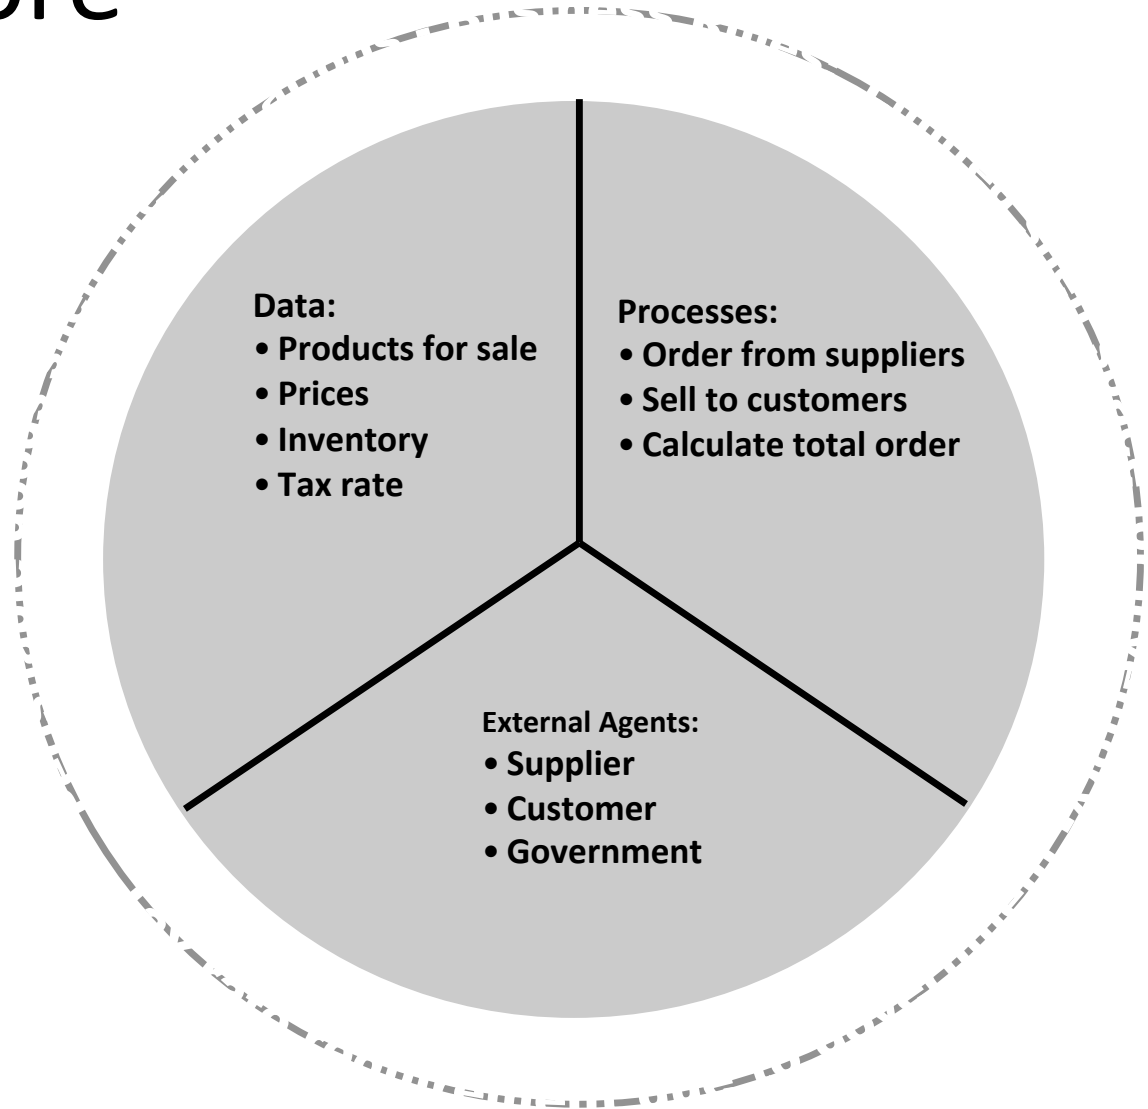 Data:
• Products for sale
• Prices
• Inventory
• Tax rate
Processes:
• Order from suppliers
• Sell to customers
• Calculate total order
External Agents:
• Supplier
• Customer
• Government